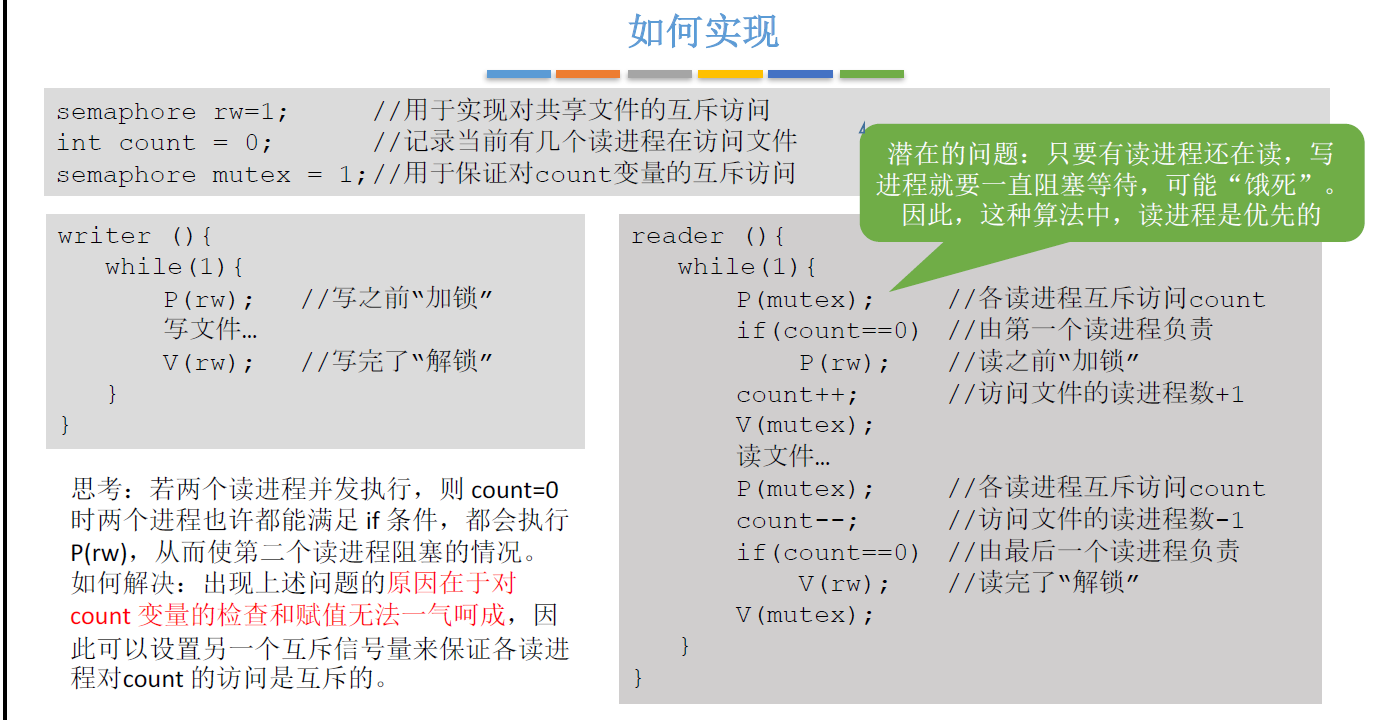 如何实现
semaphore rw=1; //用于实现对共享文件的互斥访问
int count = 0; //记录当前有几个读进程在访问文件
semaphore mutex = 1;//用于保证对count变量的互斥访问
潜在的问题：只要有读进程还在读，写
进程就要一直阻塞等待，可能“饿死”。
因此，这种算法中，读进程是优先的
writer (){
while(1){
P(rw); //写之前“加锁”
写文件…
V(rw); //写完了“解锁”
}
}
思考：若两个读进程并发执行，则 count=0
时两个进程也许都能满足 if 条件，都会执行
P(rw)，从而使第二个读进程阻塞的情况。
如何解决：出现上述问题的原因在于对
count 变量的检查和赋值无法一气呵成，因
此可以设置另一个互斥信号量来保证各读进
程对count 的访问是互斥的。
reader (){
while(1){
P(mutex); //各读进程互斥访问count
if(count==0) //由第一个读进程负责
P(rw); //读之前“加锁”
count++; //访问文件的读进程数+1
V(mutex);
读文件…
P(mutex); //各读进程互斥访问count
count--; //访问文件的读进程数-1
if(count==0) //由最后一个读进程负责
V(rw); //读完了“解锁”
V(mutex);
}
}